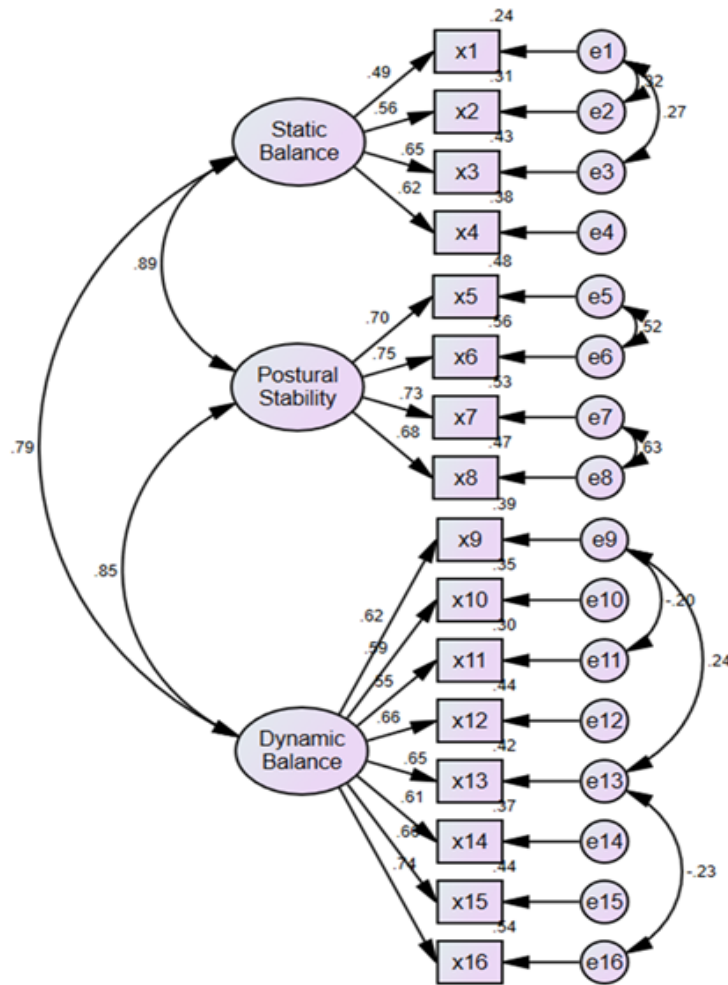 .24
x1
e1
.49
.31
.32
x2
e2
.27
.56
.43
Static
Balance
.65
x3
e3
.62
.38
x4
e4
.89
.48
x5
e5
.70
.56
.52
.75
x6
e6
Postural
Stability
.53
.73
x7
e7
.68
.47
.63
x8
e8
.79
.39
x9
e9
.85
.35
.62
x10
e10
-.20
.59
.30
.55
x11
e11
.24
.44
.66
x12
e12
Dynamic
Balance
.42
.65
x13
e13
.61
.37
.66
x14
e14
.74
.44
-.23
x15
e15
.54
x16
e16